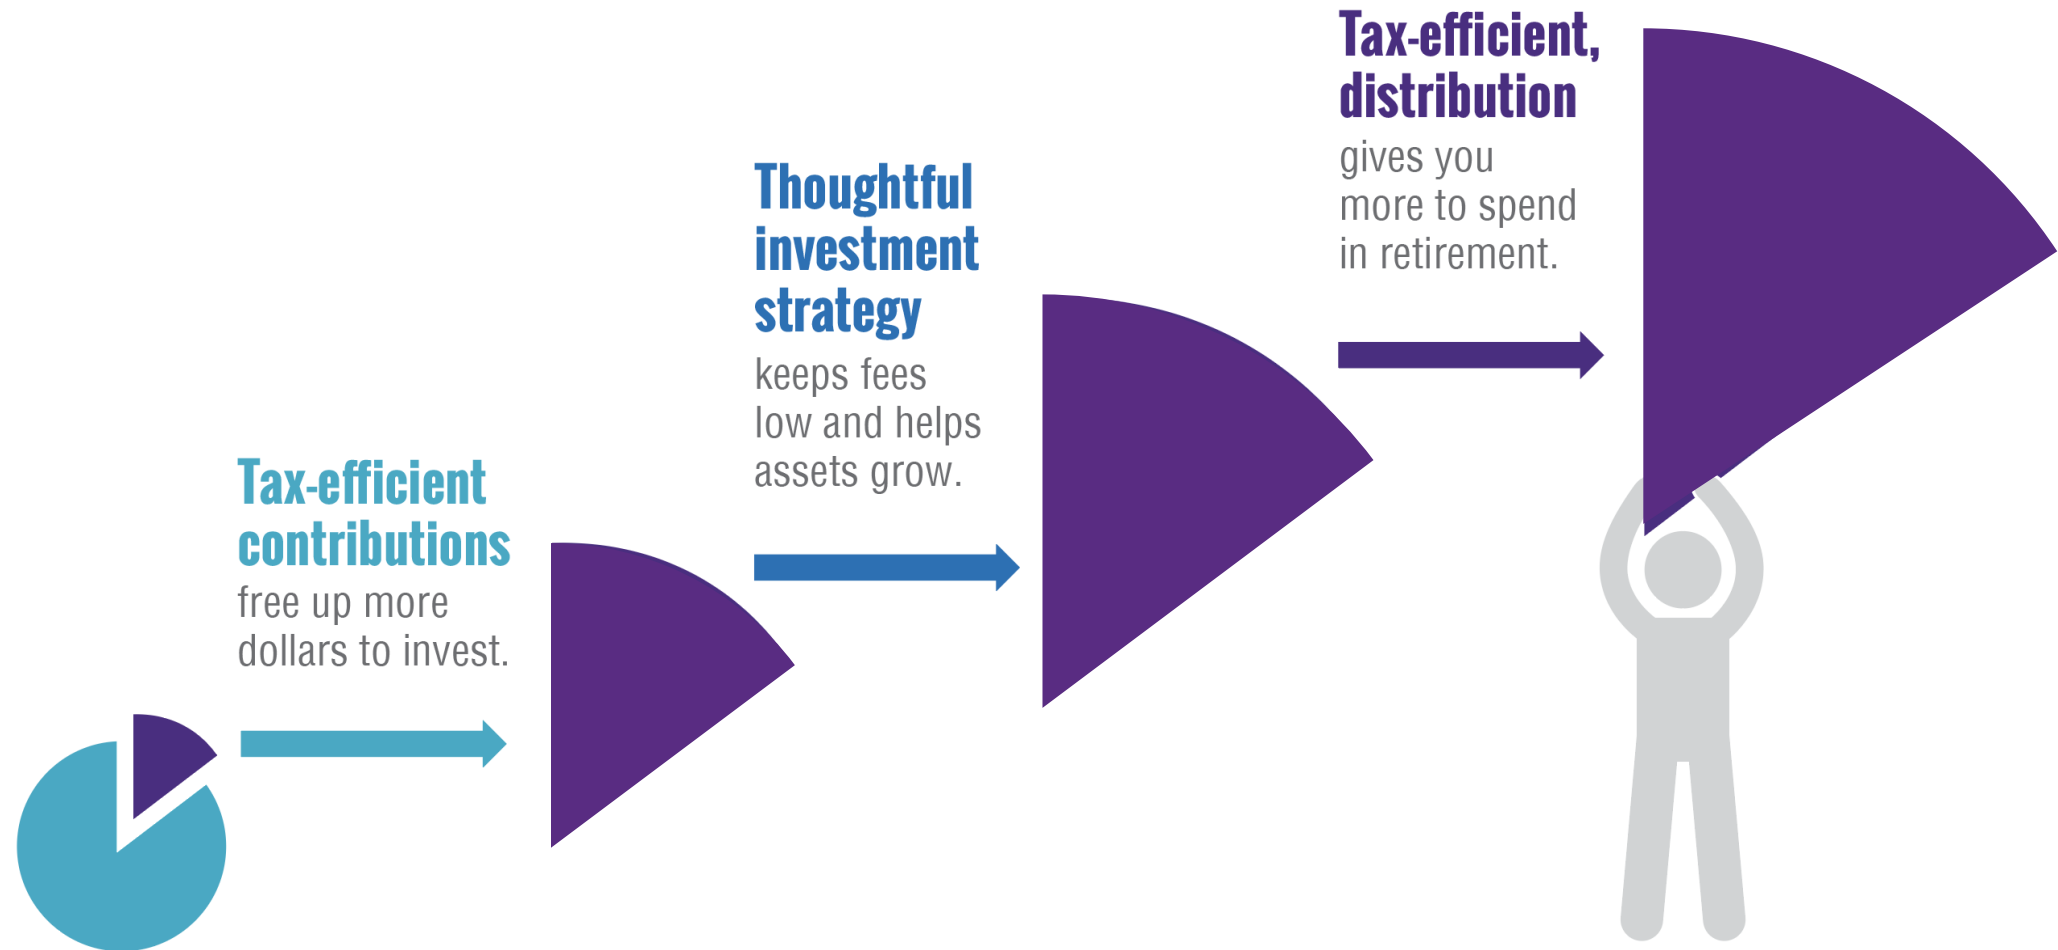 Tax-efficient
contributions
free up more
dollars to invest.
Thoughtful
investment
strategy
keeps fees
low and helps
assets grow.
Tax-efficient,
distribution
gives you
more to spend
in retirement.